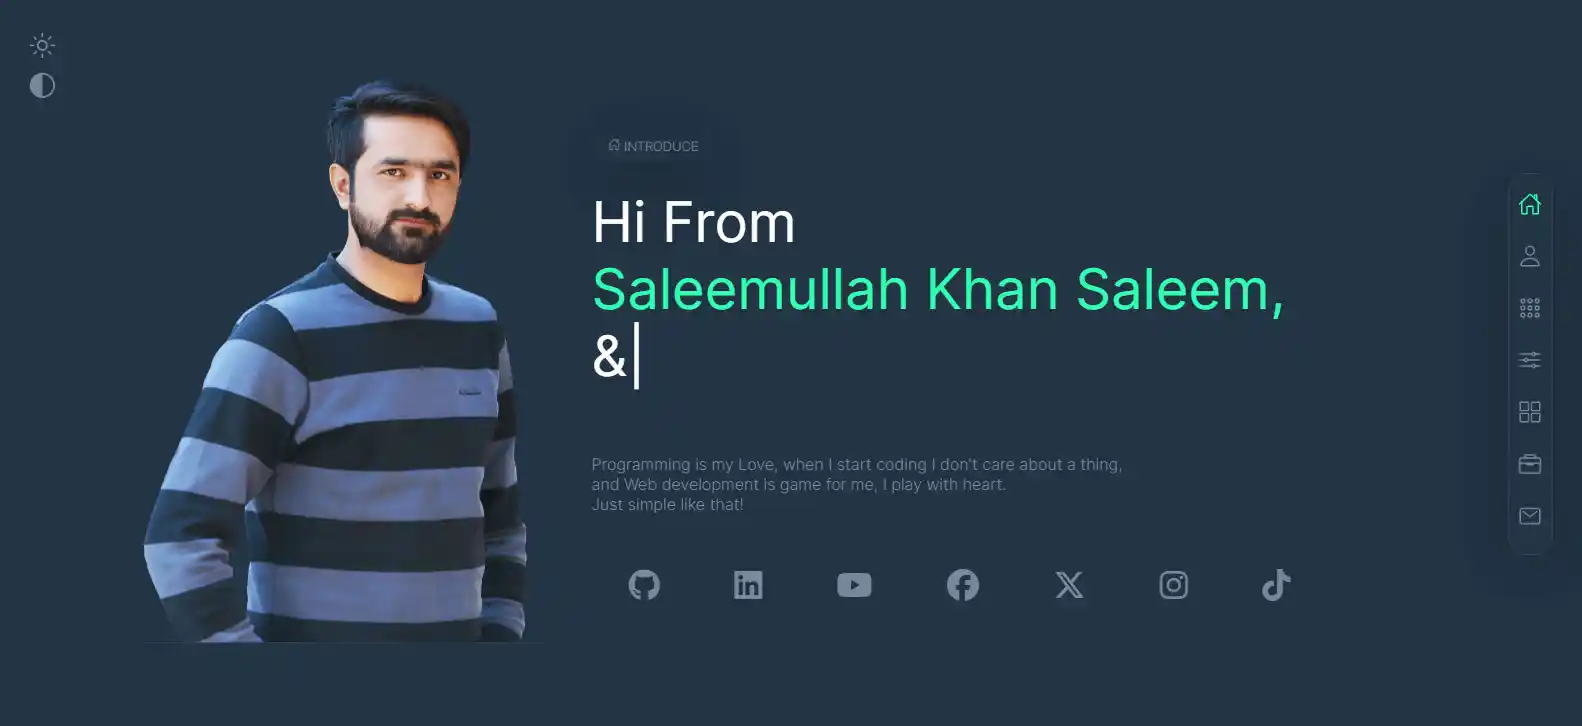 INTRODUCE
Hi From
Saleemullah Khan Saleem,
&
Programming is my Love, when I start coding I don't care about a thing,
and Web development is game for me, I play with heart.
Just simple like that!